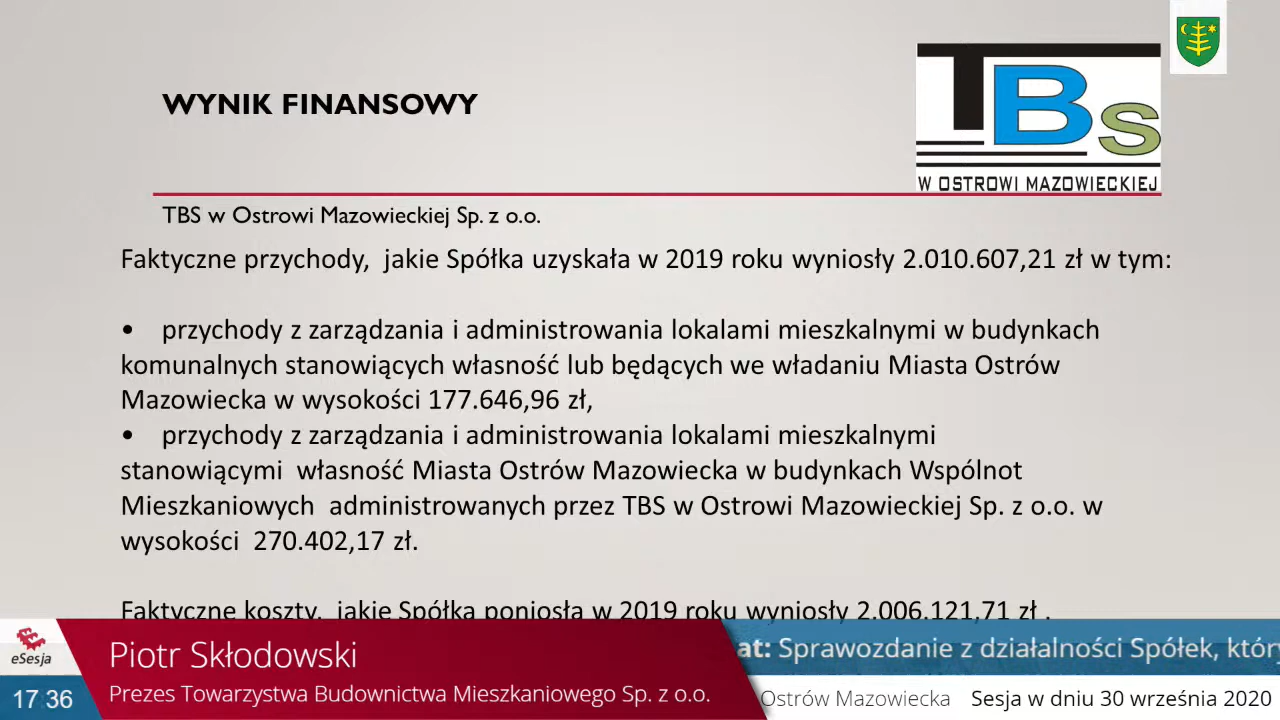 WYNIK FINANSOWY
TBS
W OSTROWI MAZOWIECKIEJ
TBS w Ostrowi Mazowieckiej Sp. z o.o.
Faktyczne przychody,  jakie Spółka uzyskała w 2019 roku wyniosły 2.010.607,21 zł w tym:
•    przychody z zarządzania i administrowania lokalami mieszkalnymi w budynkach
komunalnych stanowiących własność lub będących we władaniu Miasta Ostrów
Mazowiecka w wysokości 177.646,96 zł,
•    przychody z zarządzania i administrowania lokalami mieszkalnymi
stanowiącymi  własność Miasta Ostrów Mazowiecka w budynkach Wspólnot
Mieszkaniowych  administrowanych przez TBS w Ostrowi Mazowieckiej Sp. z o.o. w
wysokości  270.402,17 zł.
Faktyczne koszty,  jakie Spółka poniosła w 2019 roku wyniosły 2.006.121,71 zł .
eSesja
Piotr Skłodowski
at: Sprawozdanie z działalności Spółek, któr
17:36
Prezes Towarzystwa Budownictwa Mieszkaniowego Sp. z o.o.
Ostrów Mazowiecka
Sesja w dniu 30 września 2020